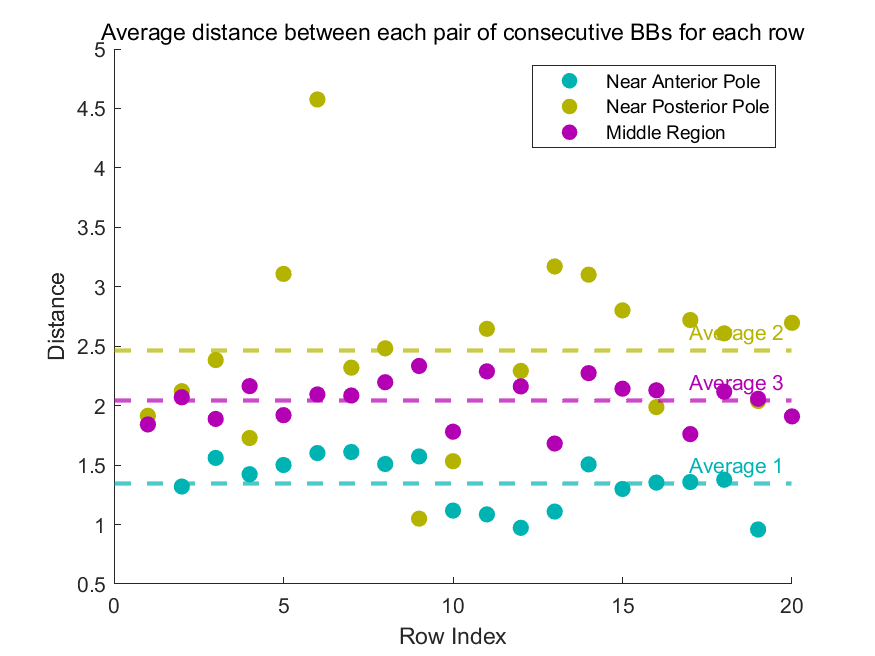 Average distance between each pair of consecutive BBs for each row
Near Anterior Pole
Near Posterior Pole
Middle Region
5
4.5
4
3.5
3
2.5
2
1.5
1
0.5
Distance
Average 2
Average 3
Average 1
0
5
10
15
20
Row Index